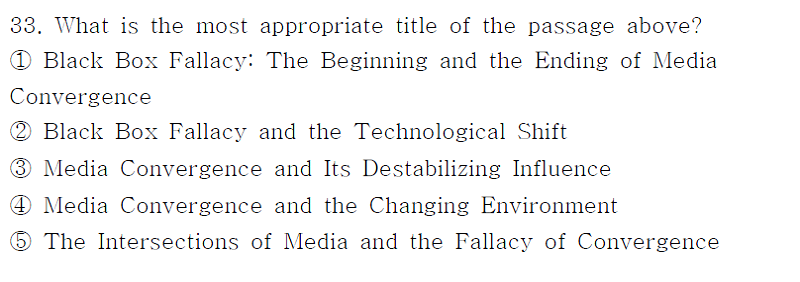 33. What is the most appropriate title of the passage above?
① Black Box Fallacy: The Beginning and the Ending of Media
Convergence
② Black Box Fallacy and the Technological Shift
③ Media Convergence and Its Destabilizing Influence
④ Media Convergence and the Changing Environment
⑤ The Intersections of Media and the Fallacy of Convergence